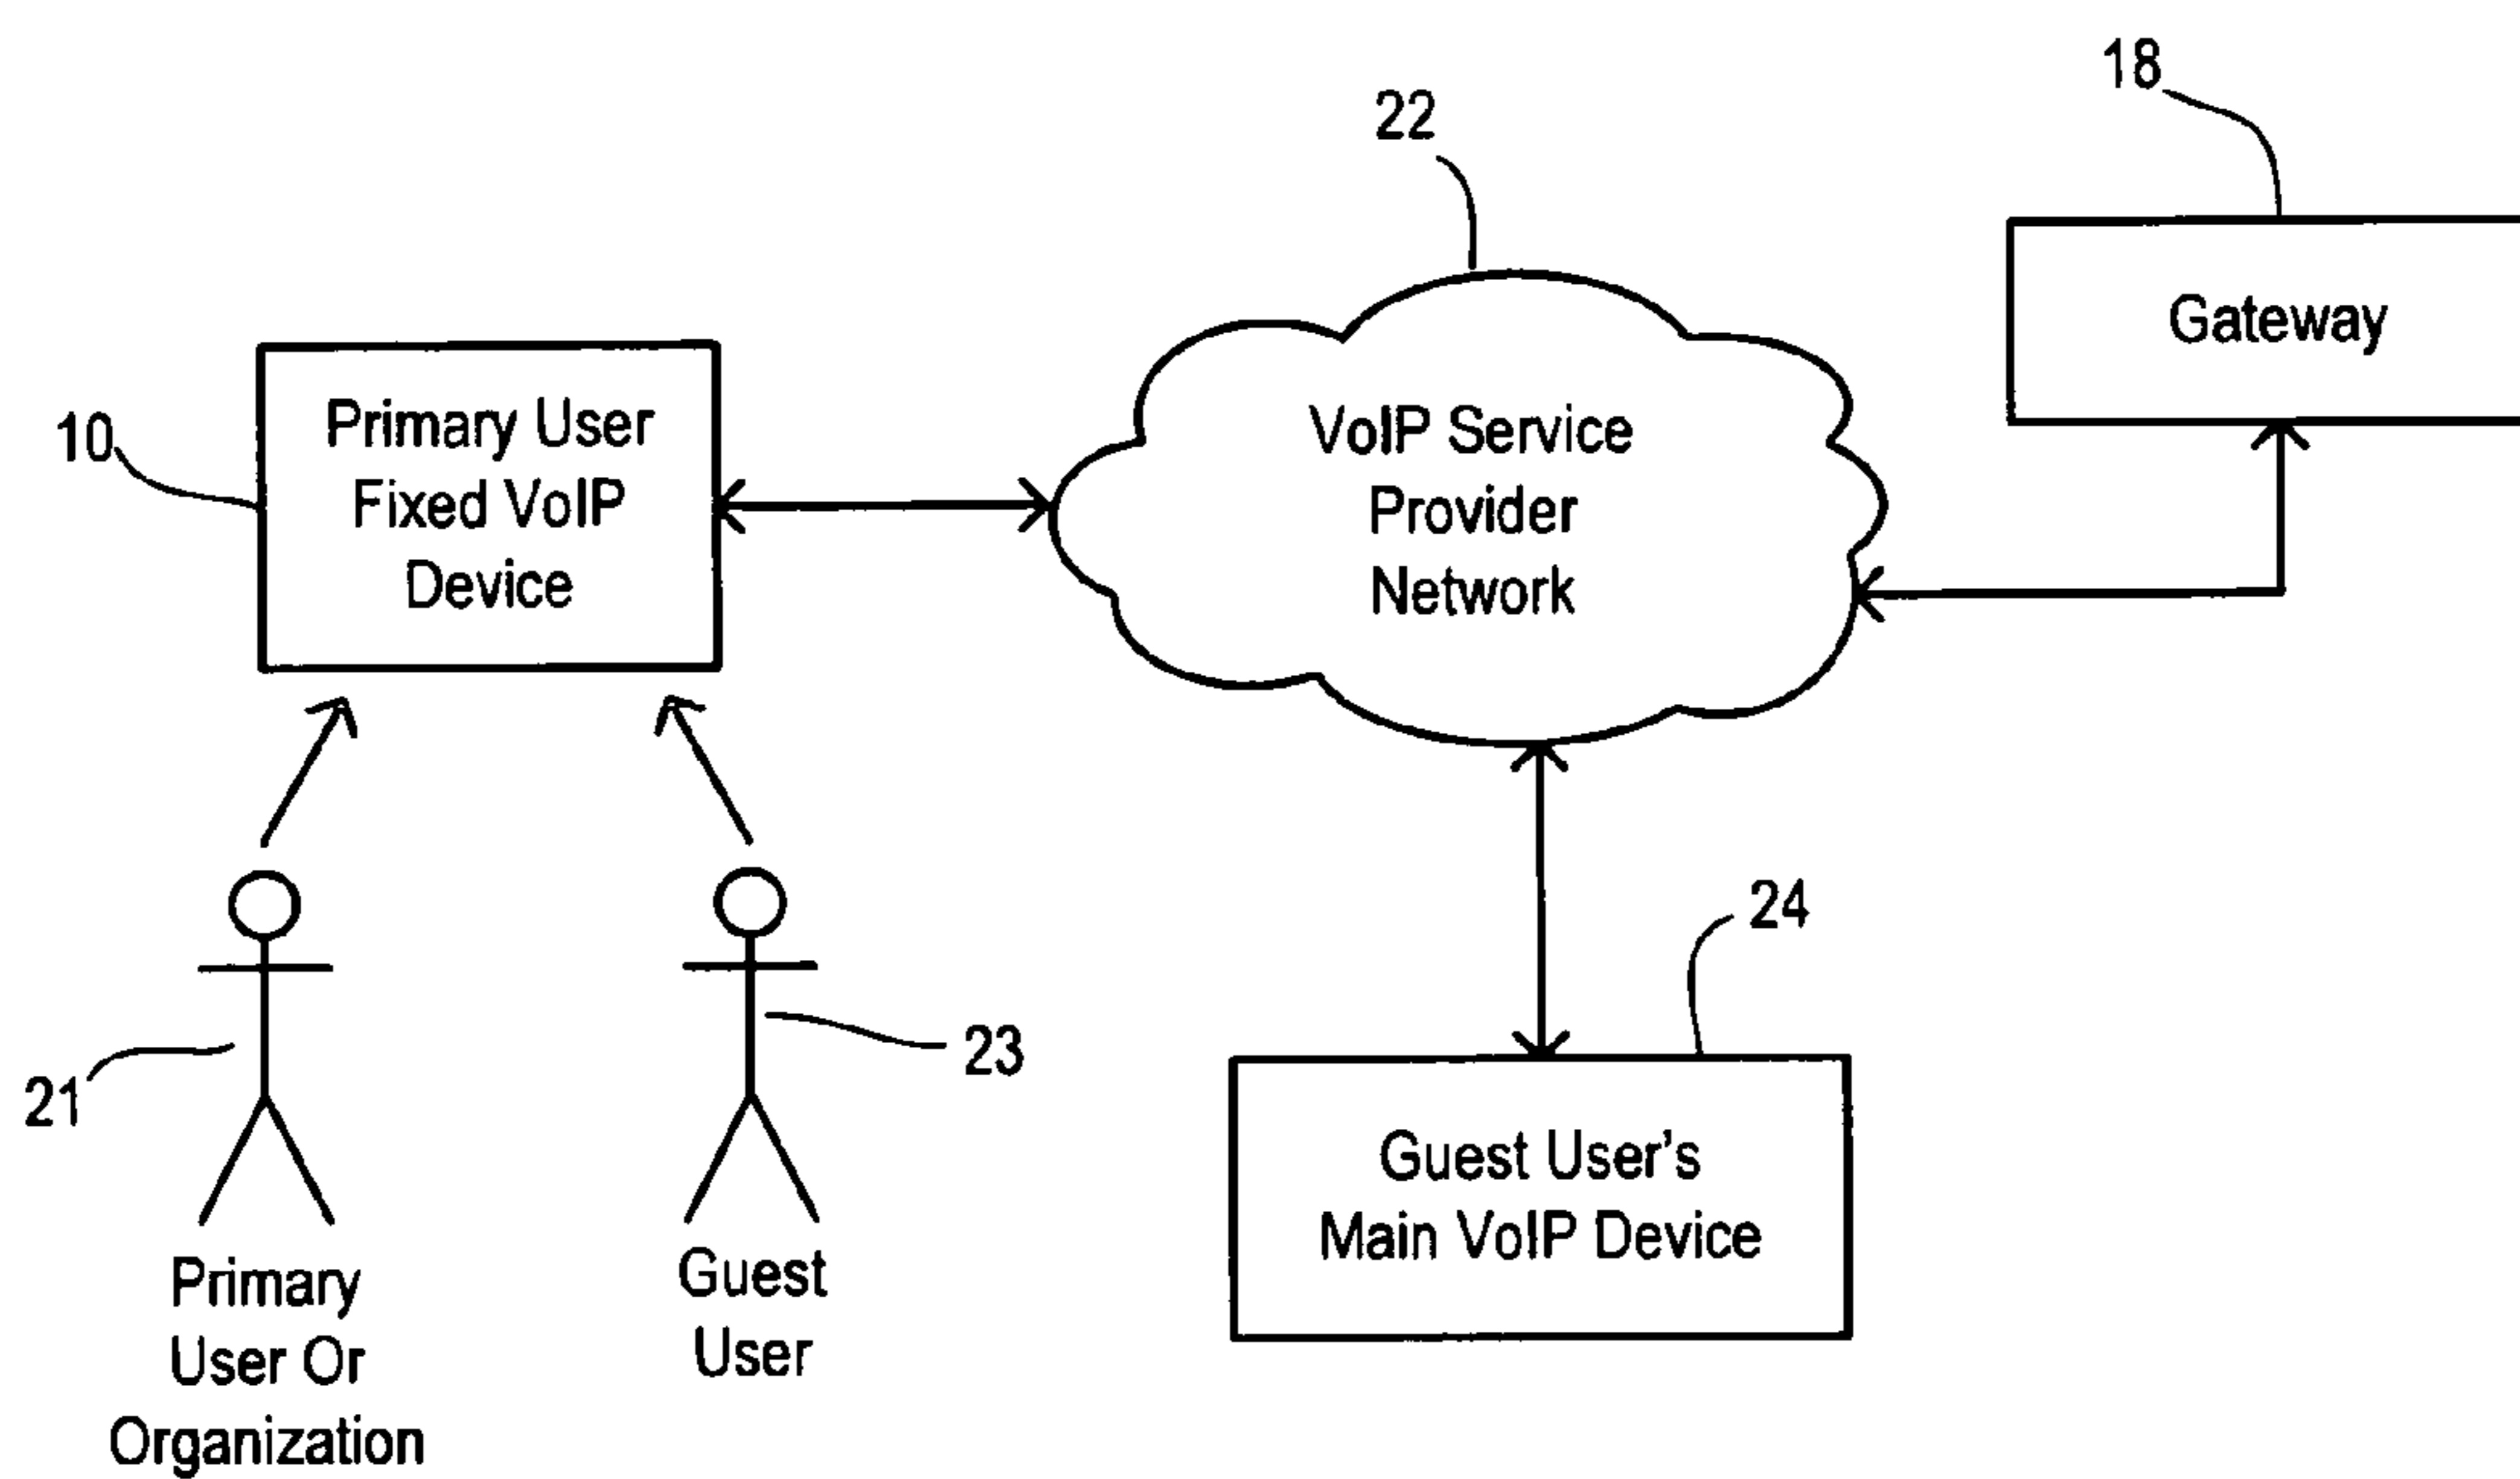 18
22
Gateway
10
Primary User
Fixed VoIP
Device
VoIP Service
Provider
Network
24
23
21
Guest User's
Main VoIP Device
Primary
User Or
Organization
Guest
User